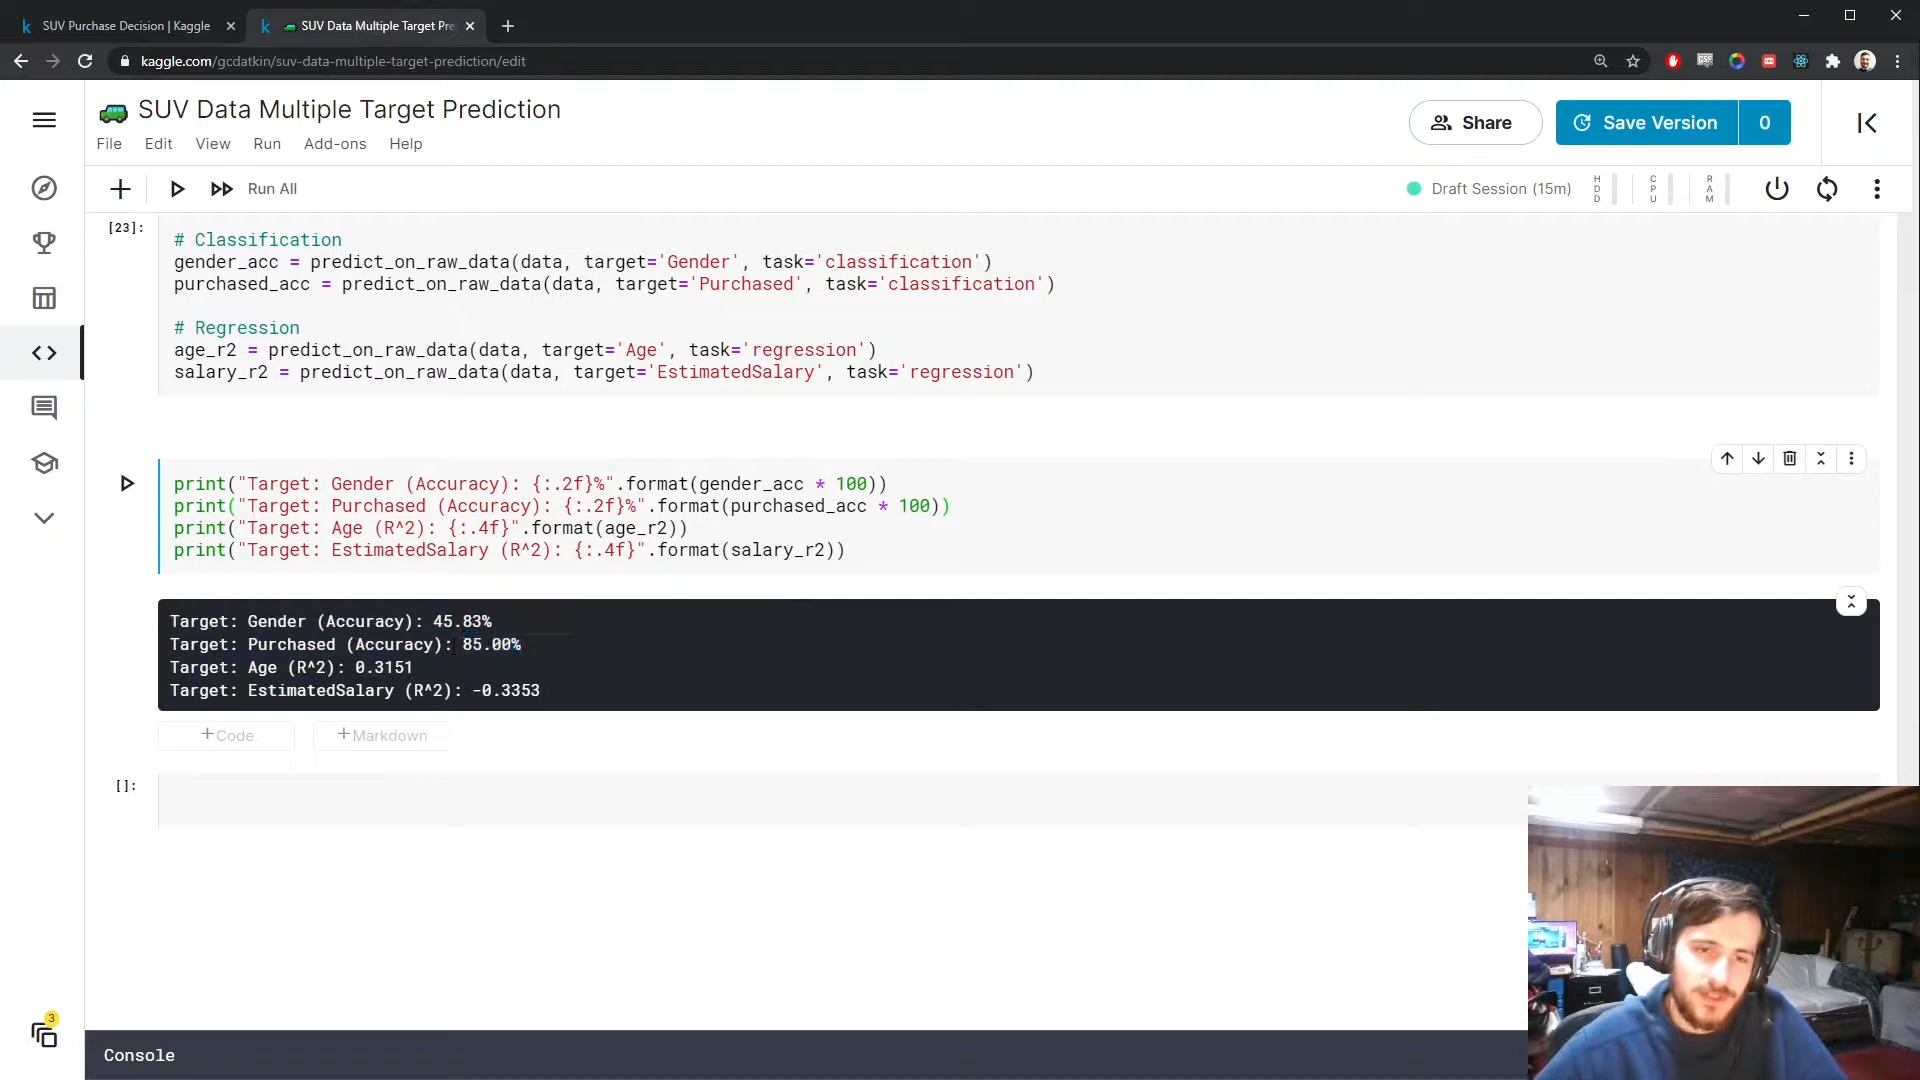 SUV Purchase Decision | Kaggle
SUV Data Multiple Target Pre
kaggle.com/gcdatkin/suv-data-multiple-target-prediction/edit
SUV Data Multiple Target Prediction
File Edit View Run Add-ons Help
Share
Save Version 0
Run All
Draft Session (15m)
HDD
CPU
RAM
[23]:
# Classification
gender_acc = predict_on_raw_data(data, target='Gender', task='classification')
purchased_acc = predict_on_raw_data(data, target='Purchased', task='classification')
# Regression
age_r2 = predict_on_raw_data(data, target='Age', task='regression')
salary_r2 = predict_on_raw_data(data, target='EstimatedSalary', task='regression')
print("Target: Gender (Accuracy): {:.2f}%".format(gender_acc * 100))
print("Target: Purchased (Accuracy): {:.2f}%".format(purchased_acc * 100))
print("Target: Age (R^2): {:.4f}".format(age_r2))
print("Target: EstimatedSalary (R^2): {:.4f}".format(salary_r2))
Target: Gender (Accuracy): 45.83%
Target: Purchased (Accuracy): 85.00%
Target: Age (R^2): 0.3151
Target: EstimatedSalary (R^2): -0.3353
+Code +Markdown
[]:
3
Console